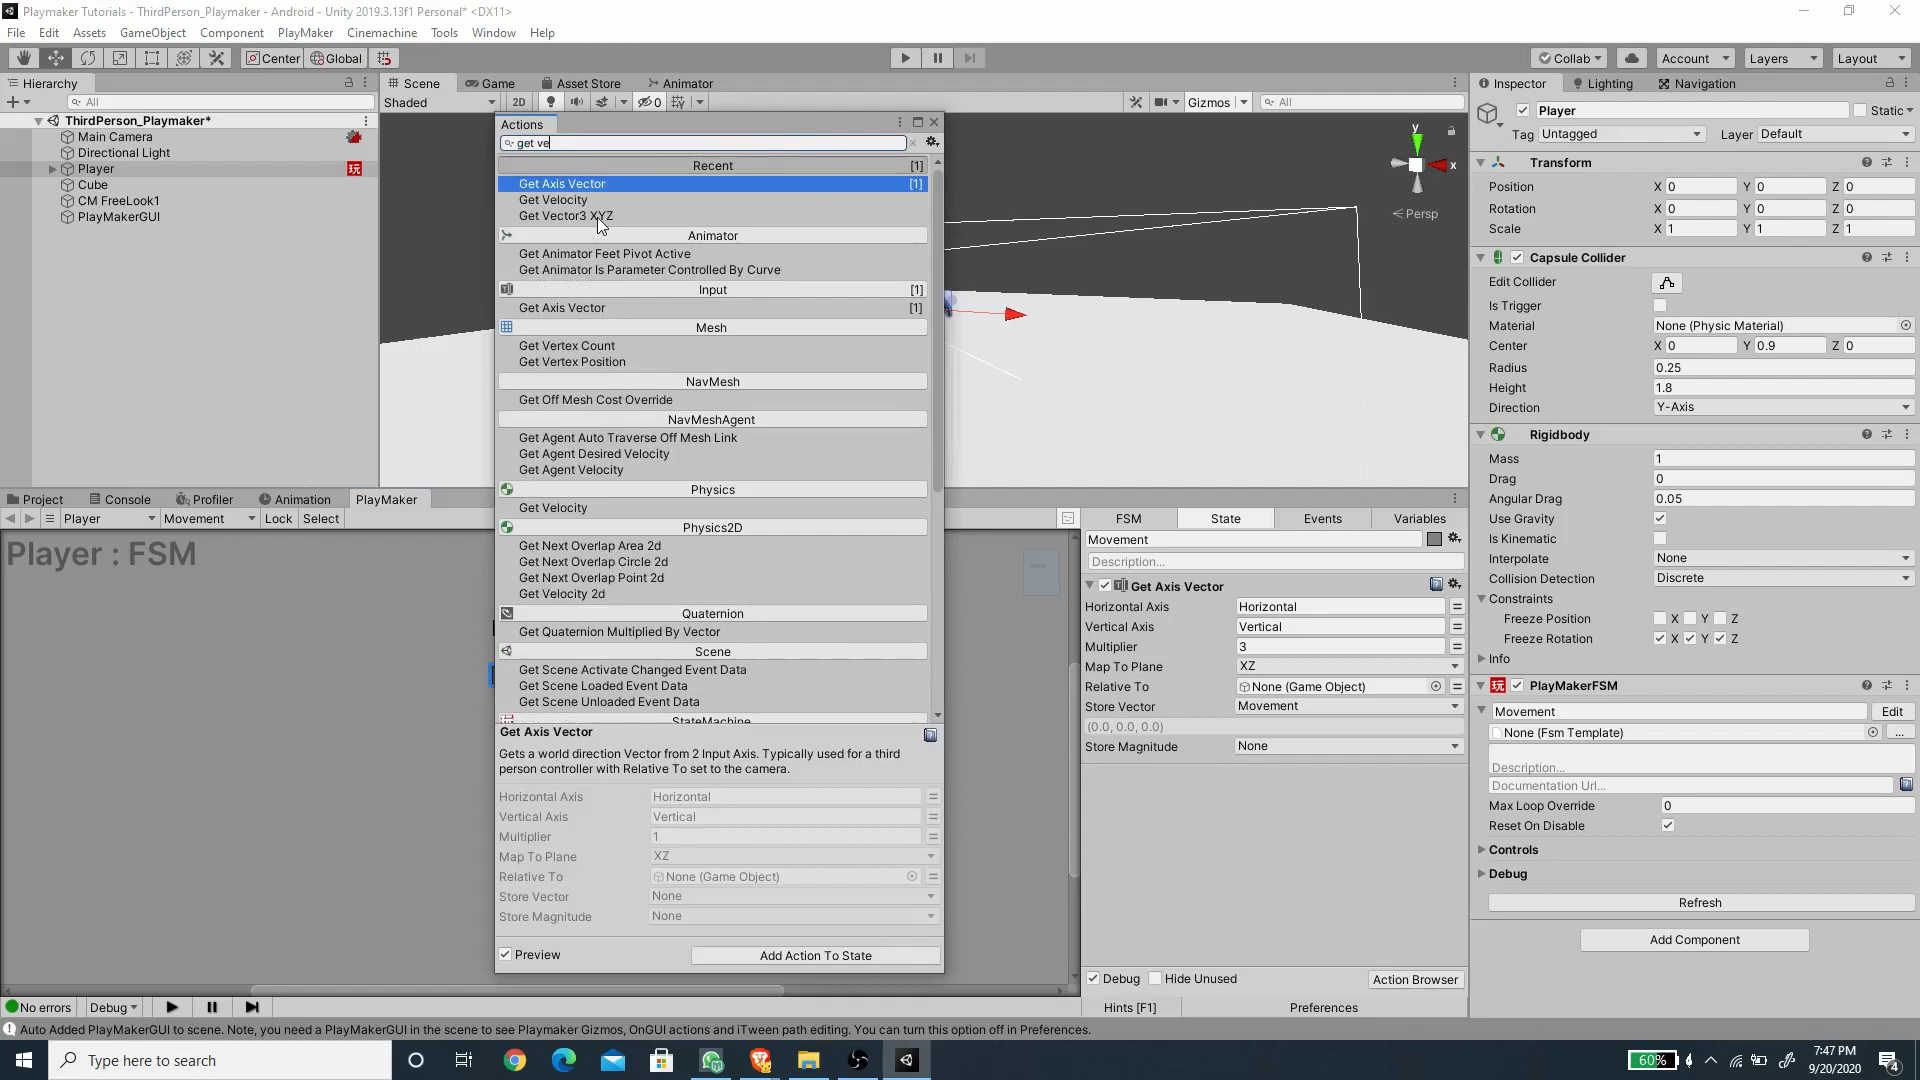 Playmaker Tutorials - ThirdPerson_Playmaker - Android - Unity 2019.3.13f1 Personal* <DX11>
File Edit Assets GameObject Component PlayMaker Cinemachine Tools Window Help
Center Global Collab Account Layers Layout
Hierarchy
All
ThirdPerson_Playmaker*
Main Camera
Directional Light
Player
Cube
CM FreeLook1
PlayMakerGUI
Scene Game Asset Store Animator
Shaded 2D 0 Gizmos All
y
x
Persp
Actions
get ve
Recent [1]
Get Axis Vector [1]
Get Velocity
Get Vector3 XYZ
Animator
Get Animator Feet Pivot Active
Get Animator Is Parameter Controlled By Curve
Input [1]
Get Axis Vector [1]
Mesh
Get Vertex Count
Get Vertex Position
NavMesh
Get Off Mesh Cost Override
NavMeshAgent
Get Agent Auto Traverse Off Mesh Link
Get Agent Desired Velocity
Get Agent Velocity
Physics
Get Velocity
Physics2D
Get Next Overlap Area 2d
Get Next Overlap Circle 2d
Get Next Overlap Point 2d
Get Velocity 2d
Quaternion
Get Quaternion Multiplied By Vector
Scene
Get Scene Activate Changed Event Data
Get Scene Loaded Event Data
Get Scene Unloaded Event Data
StateMachine
Get Axis Vector
Gets a world direction Vector from 2 Input Axis. Typically used for a third
person controller with Relative To set to the camera.
Horizontal Axis Horizontal
Vertical Axis Vertical
Multiplier 1
Map To Plane XZ
Relative To None (Game Object)
Store Vector None
Store Magnitude None
Preview Add Action To State
Project Console Profiler Animation PlayMaker
Player Movement Lock Select
Player : FSM
No errors Debug
FSM State Events Variables
Movement
Description...
Get Axis Vector
Horizontal Axis Horizontal
Vertical Axis Vertical
Multiplier 3
Map To Plane XZ
Relative To None (Game Object)
Store Vector Movement
(0.0, 0.0, 0.0)
Store Magnitude None
Debug Hide Unused Action Browser
Hints [F1] Preferences
Inspector Lighting Navigation
Player Static
Tag Untagged Layer Default
Transform
Position X 0 Y 0 Z 0
Rotation X 0 Y 0 Z 0
Scale X 1 Y 1 Z 1
Capsule Collider
Edit Collider
Is Trigger
Material None (Physic Material)
Center X 0 Y 0.9 Z 0
Radius 0.25
Height 1.8
Direction Y-Axis
Rigidbody
Mass 1
Drag 0
Angular Drag 0.05
Use Gravity
Is Kinematic
Interpolate None
Collision Detection Discrete
Constraints
Freeze Position X Y Z
Freeze Rotation X Y Z
Info
PlayMakerFSM
Movement Edit
None (Fsm Template) ...
Description...
Documentation Url...
Max Loop Override 0
Reset On Disable
Controls
Debug
Refresh
Add Component
Auto Added PlayMakerGUI to scene. Note, you need a PlayMakerGUI in the scene to see Playmaker Gizmos, OnGUI actions and iTween path editing. You can turn this option off in Preferences.
Type here to search
60%
7:47 PM
9/20/2020
4